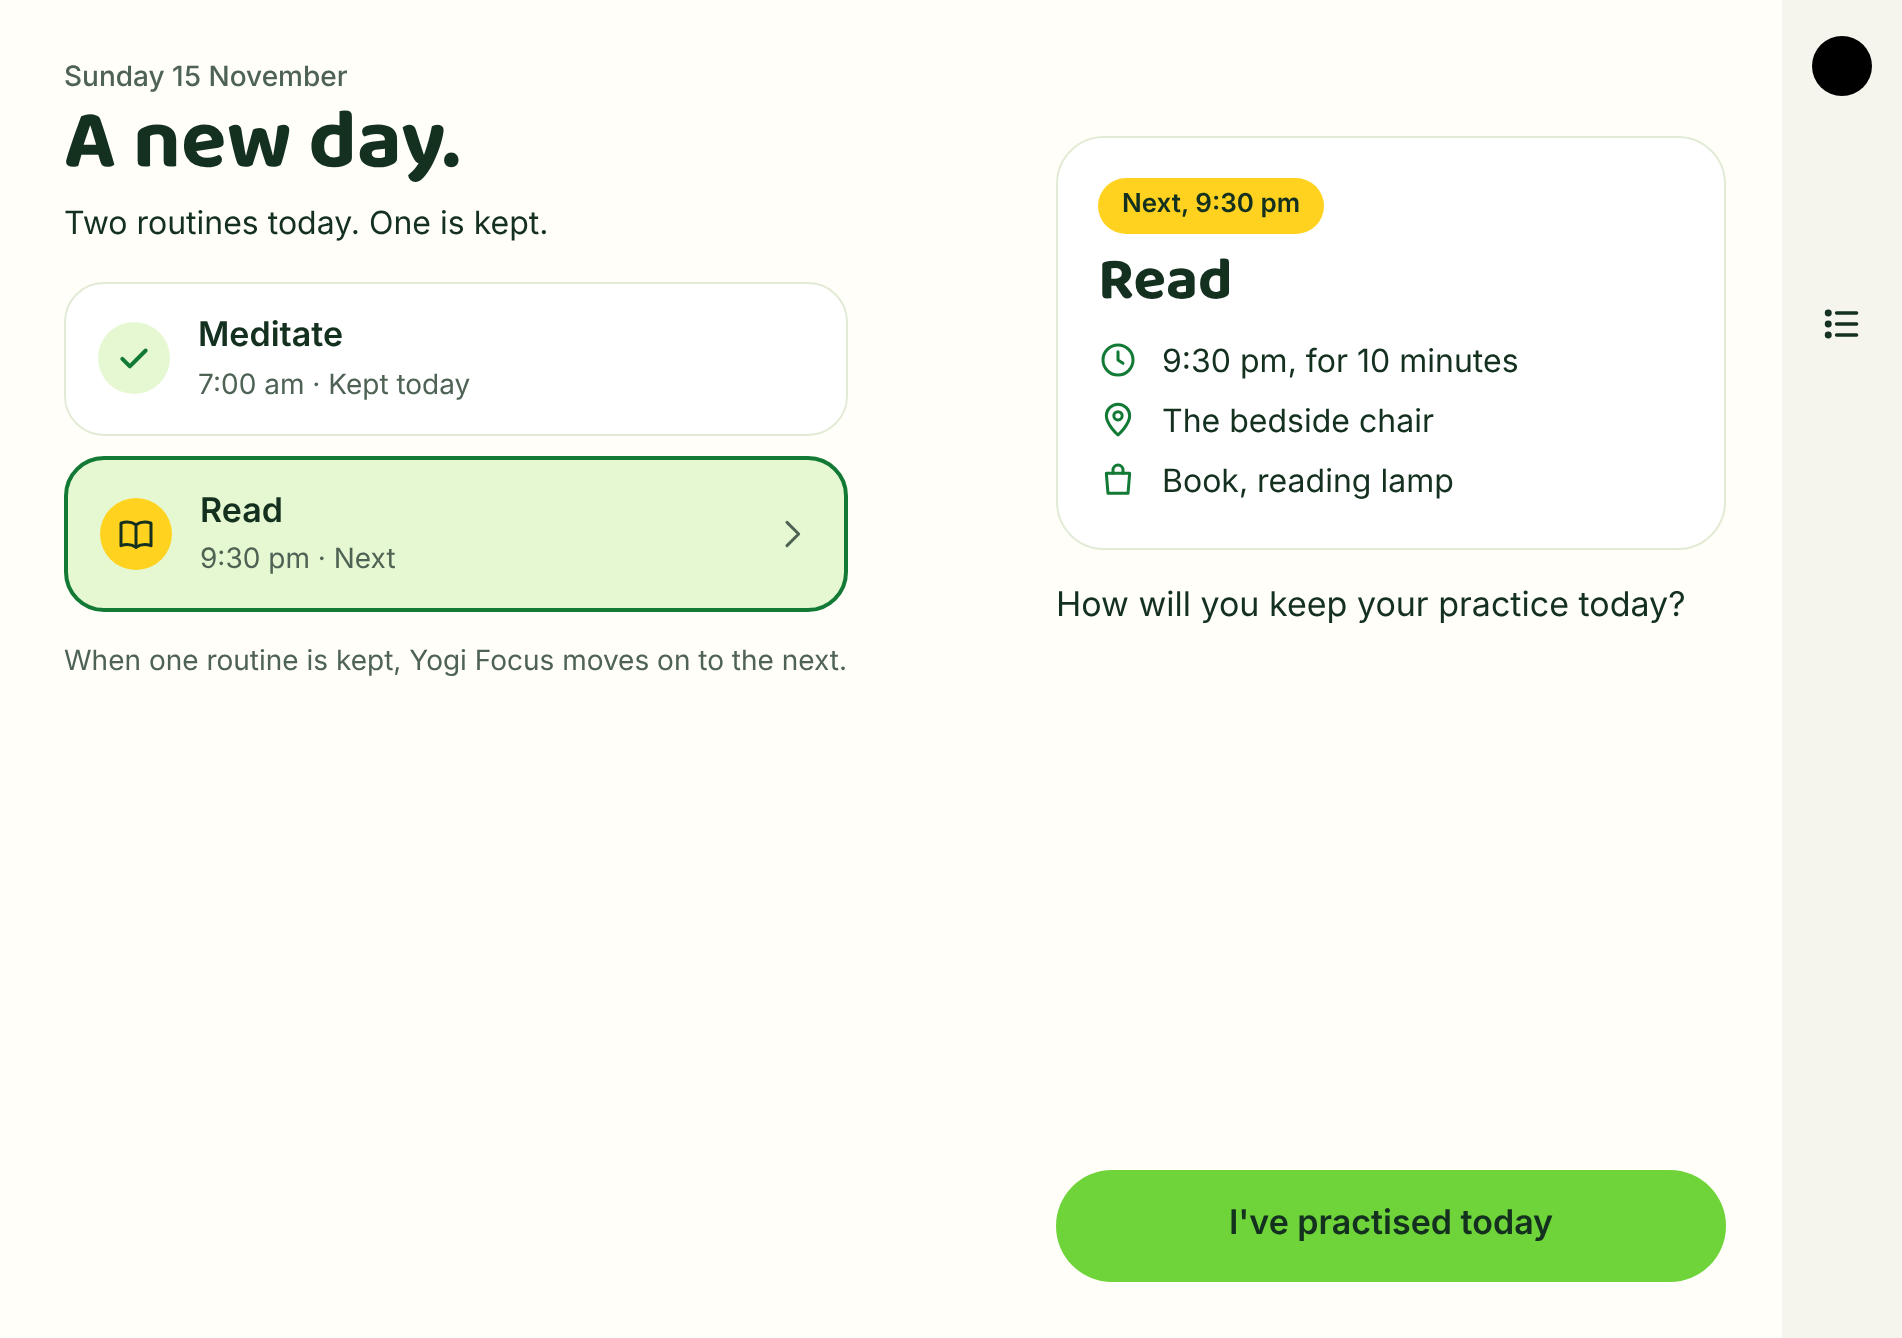 Sunday 15 November
A new day.
Two routines today. One is kept.
Meditate
7:00 am · Kept today
Read
9:30 pm · Next
When one routine is kept, Yogi Focus moves on to the next.
Next, 9:30 pm
Read
9:30 pm, for 10 minutes
The bedside chair
Book, reading lamp
How will you keep your practice today?
I've practised today